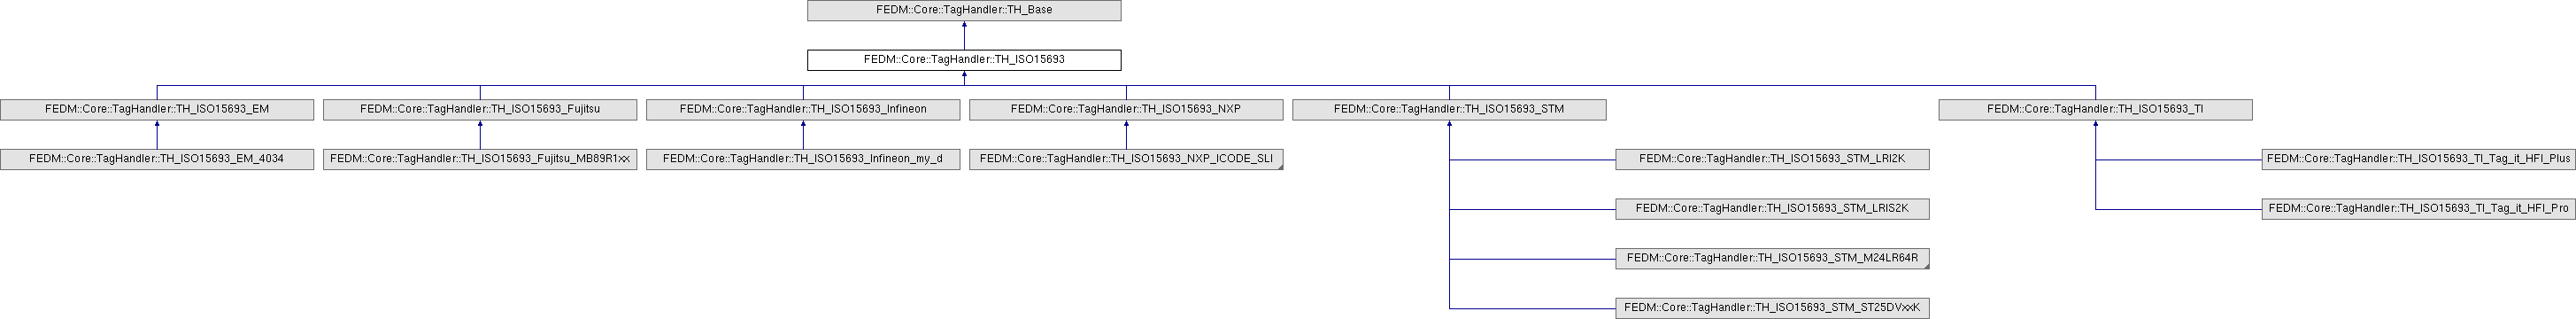 FEDM::Core::TagHandler::TH_Base
FEDM::Core::TagHandler::TH_ISO15693
FEDM::Core::TagHandler::TH_ISO15693_EM
FEDM::Core::TagHandler::TH_ISO15693_Fujitsu
FEDM::Core::TagHandler::TH_ISO15693_Infineon
FEDM::Core::TagHandler::TH_ISO15693_NXP
FEDM::Core::TagHandler::TH_ISO15693_STM
FEDM::Core::TagHandler::TH_ISO15693_TI
FEDM::Core::TagHandler::TH_ISO15693_EM_4034
FEDM::Core::TagHandler::TH_ISO15693_Fujitsu_MB89R1xx
FEDM::Core::TagHandler::TH_ISO15693_Infineon_my_d
FEDM::Core::TagHandler::TH_ISO15693_NXP_ICODE_SLI
FEDM::Core::TagHandler::TH_ISO15693_STM_LRI2K
FEDM::Core::TagHandler::TH_ISO15693_TI_Tag_it_HFI_Plus
FEDM::Core::TagHandler::TH_ISO15693_STM_LRIS2K
FEDM::Core::TagHandler::TH_ISO15693_TI_Tag_it_HFI_Pro
FEDM::Core::TagHandler::TH_ISO15693_STM_M24LR64R
FEDM::Core::TagHandler::TH_ISO15693_STM_ST25DVxxK